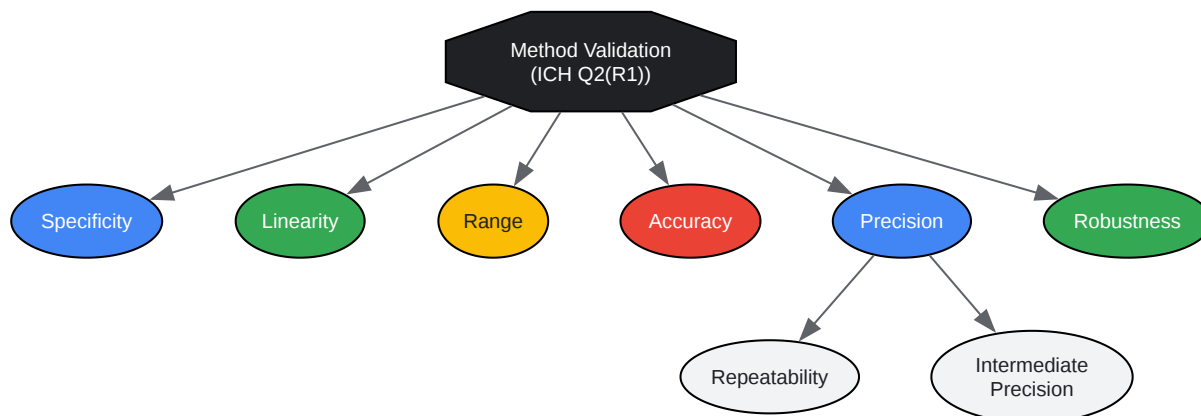 Method Validation
(ICH Q2(R1))
Specificity
Linearity
Range
Accuracy
Precision
Robustness
Repeatability
Intermediate
Precision